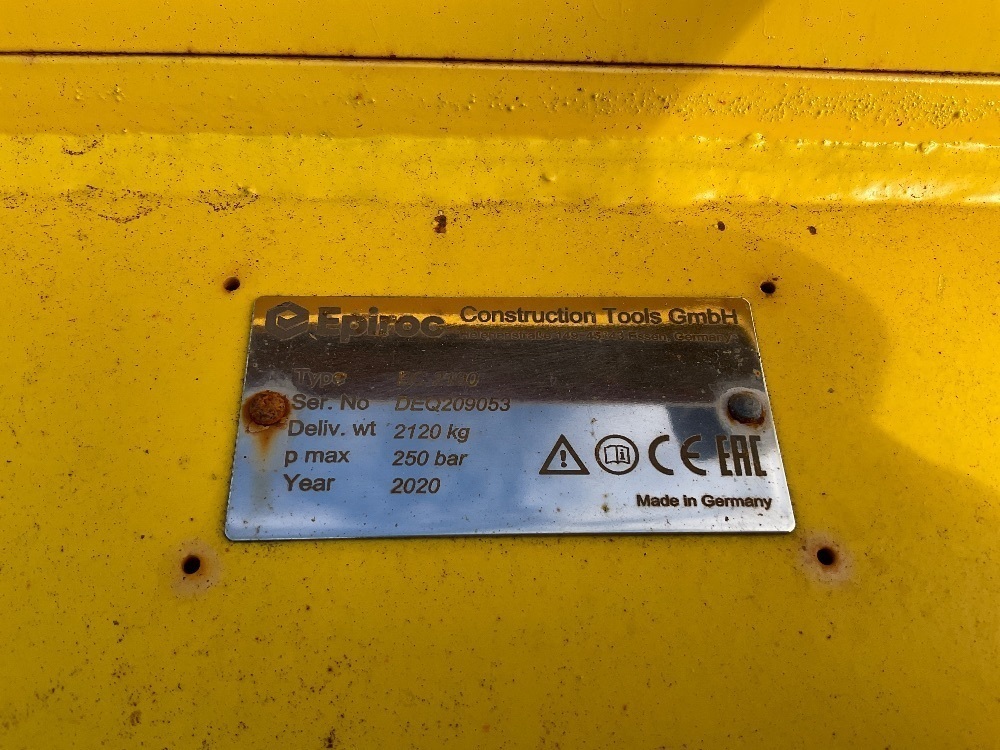 Epiroc Construction Tools GmbH
Germany
Type
Ser. No DEQ209053
Deliv. wt 2120 kg
p max 250 bar
Year 2020
CE EAC
Made in Germany